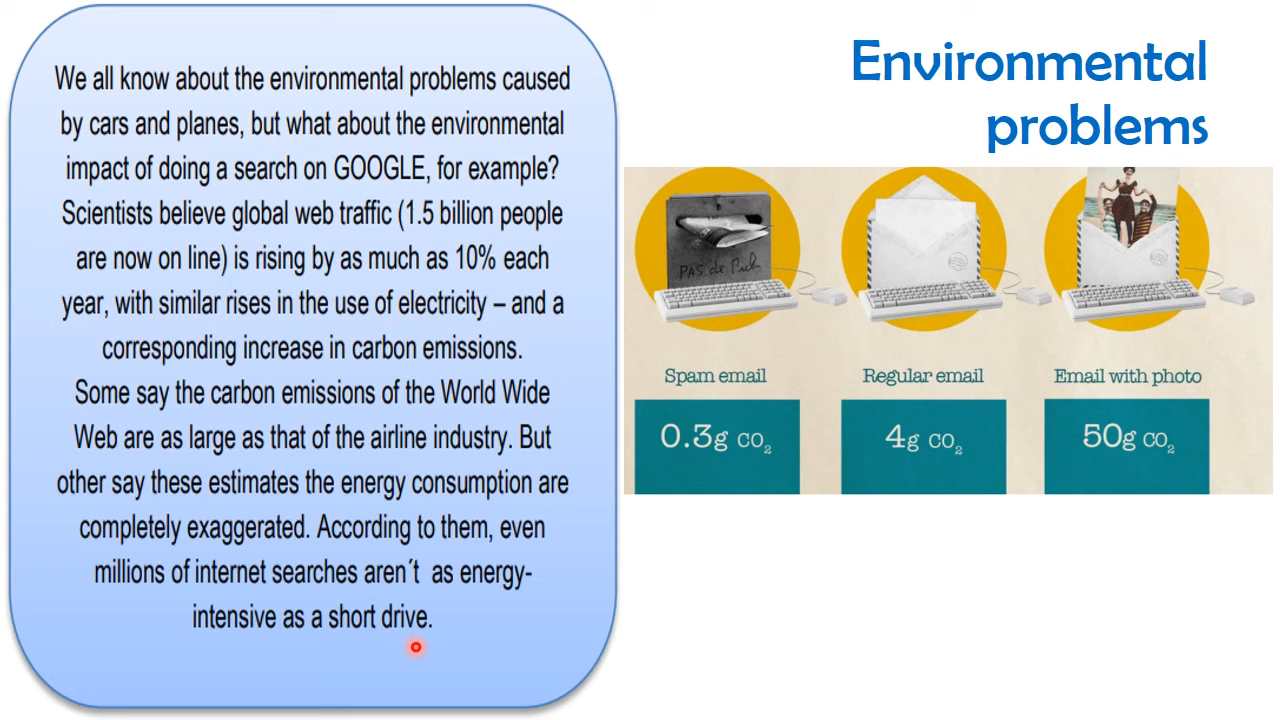 Environmental
problems
We all know about the environmental problems caused
by cars and planes, but what about the environmental
impact of doing a search on GOOGLE, for example?
Scientists believe global web traffic (1.5 billion people
are now on line) is rising by as much as 10% each
year, with similar rises in the use of electricity – and a
corresponding increase in carbon emissions.
Some say the carbon emissions of the World Wide
Web are as large as that of the airline industry. But
other say these estimates the energy consumption are
completely exaggerated. According to them, even
millions of internet searches aren´t as energy-
intensive as a short drive.
PAS de Pub
Spam email
Regular email
Email with photo
0.3g CO₂
4g CO₂
50g CO₂